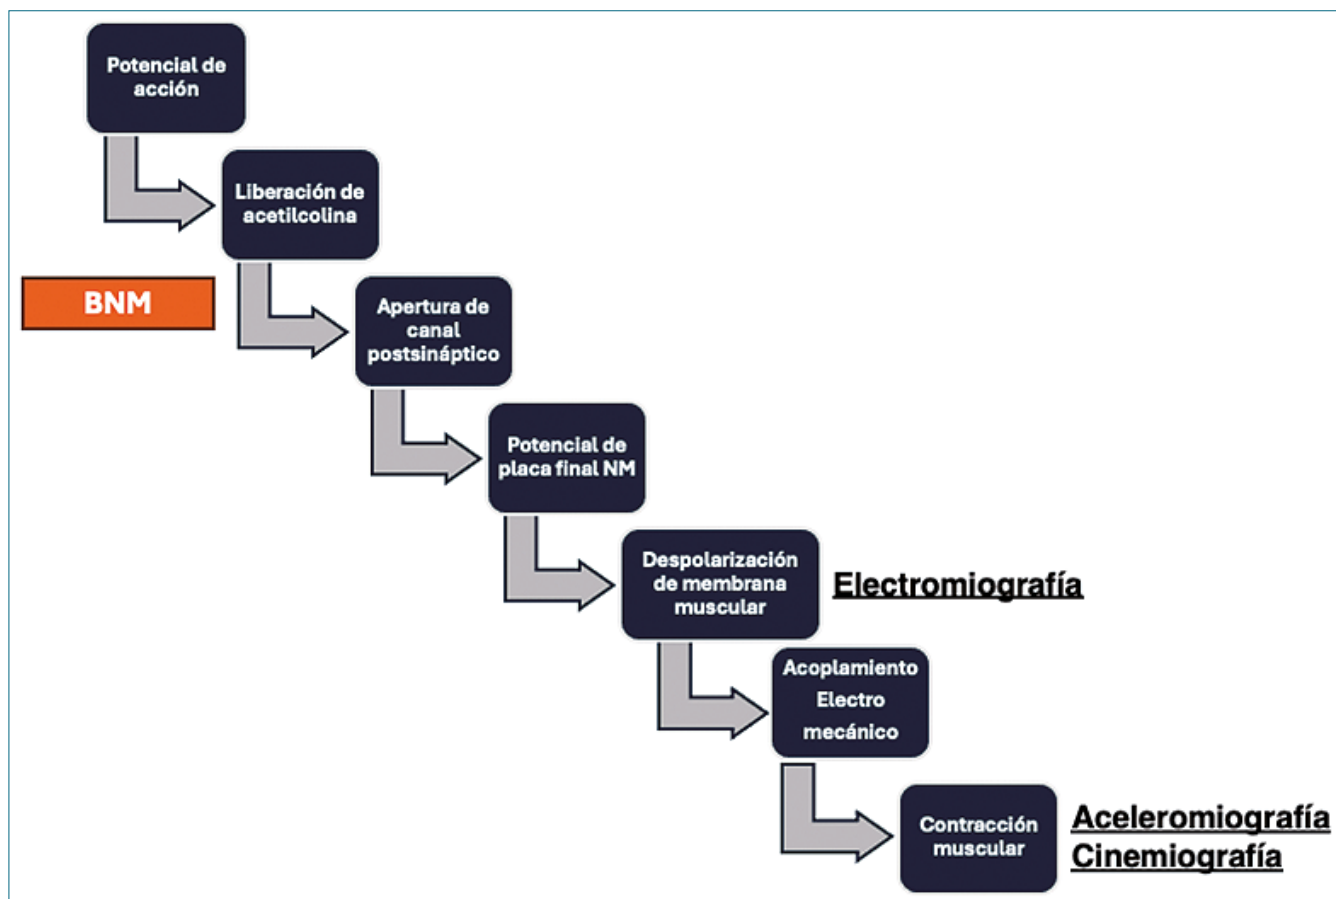 Potencial de
acción
Liberación de
acetilcolina
BNM
Apertura de
canal
postsináptico
Potencial de
placa final NM
Despolarización
de membrana
muscular
Electromiografía
Acoplamiento
Electro
mecánico
Contracción
muscular
Aceleromiografía
Cinemiografía